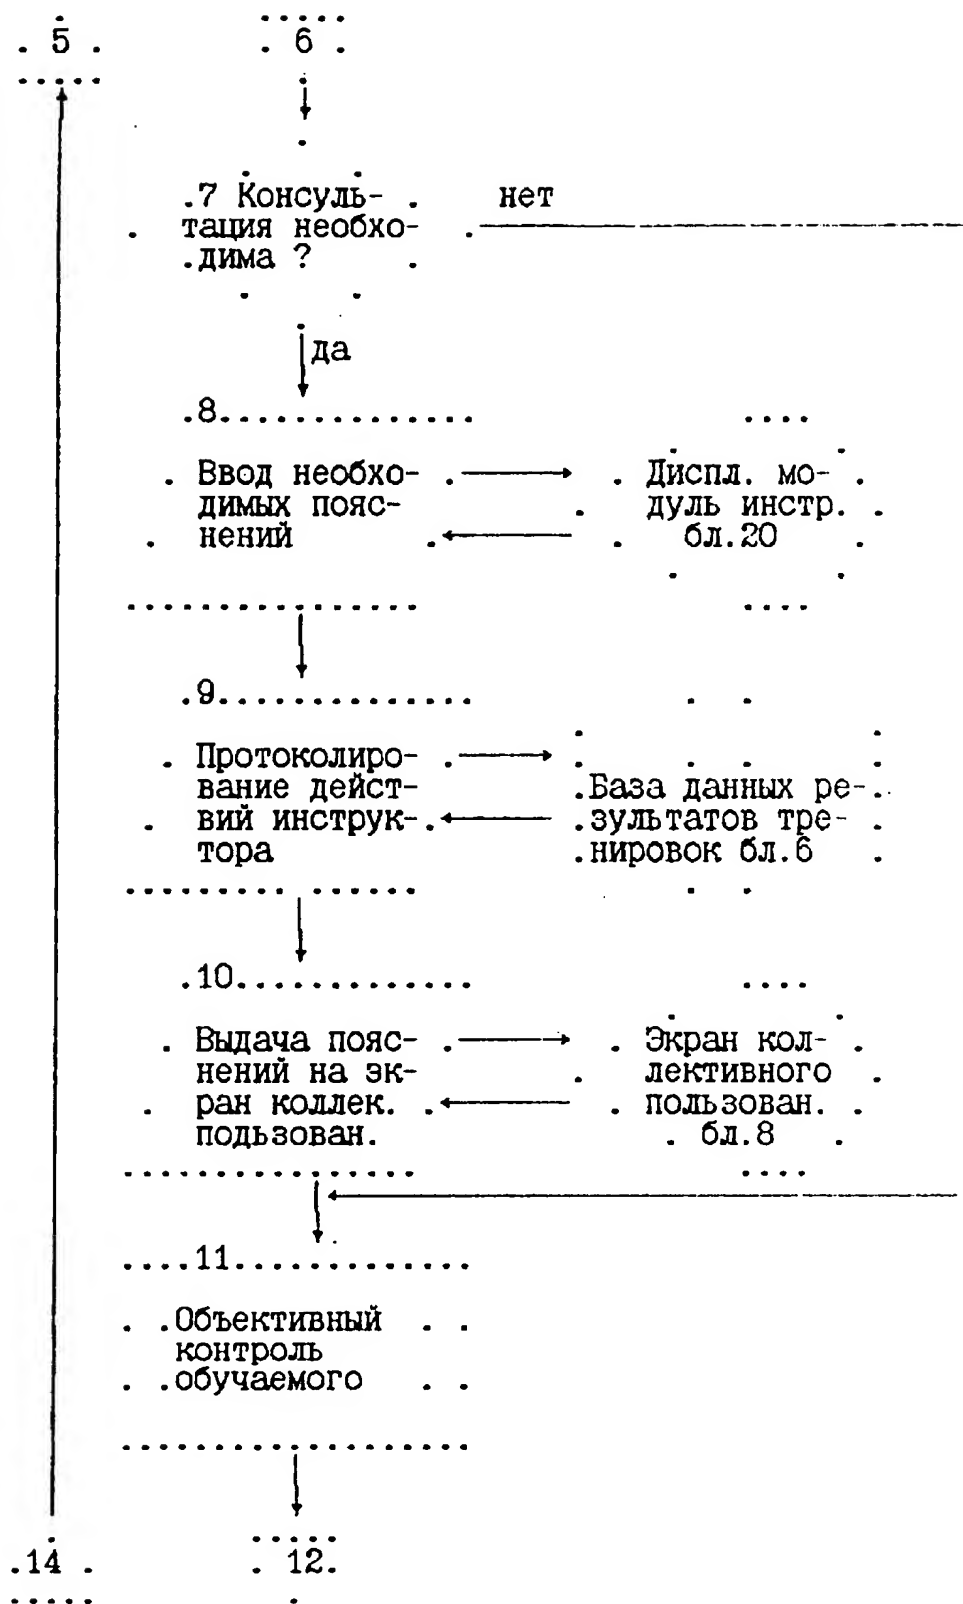 5 6
7 Консуль-
тация необхо-
дима ?
нет
да
8
Ввод необхо-
димых пояс-
нений
Диспл. мо-
дуль инстр.
бл.20
9
Протоколиро-
вание дейст-
вий инструк-
тора
База данных ре-
зультатов тре-
нировок бл.6
10
Выдача пояс-
нений на эк-
ран коллек.
подьзован.
Экран кол-
лективного
пользован.
бл.8
11
Объективный
контроль
обучаемого
14 12